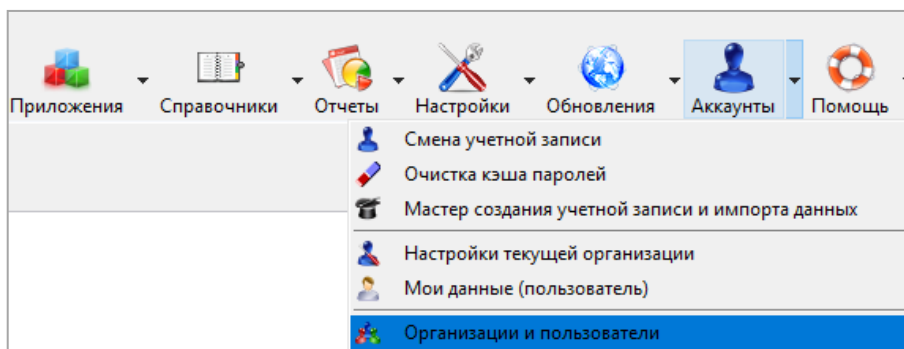 Приложения Справочники Отчеты Настройки Обновления Аккаунты Помощь
Смена учетной записи
Очистка кэша паролей
Мастер создания учетной записи и импорта данных
Настройки текущей организации
Мои данные (пользователь)
Организации и пользователи